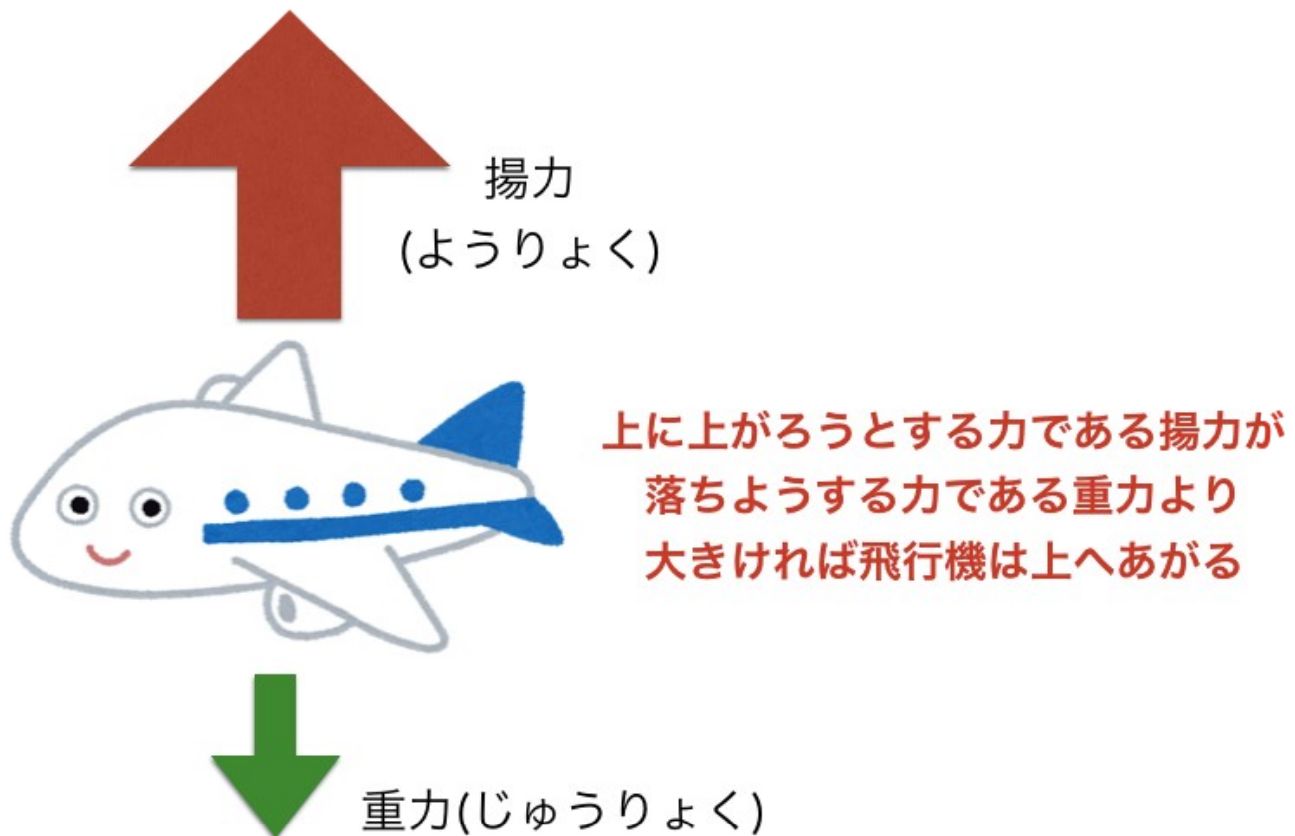 揚力
(ようりょく)
上に上がろうとする力である揚力が
落ちようする力である重力より
大きければ飛行機は上へあがる
重力(じゅうりょく)